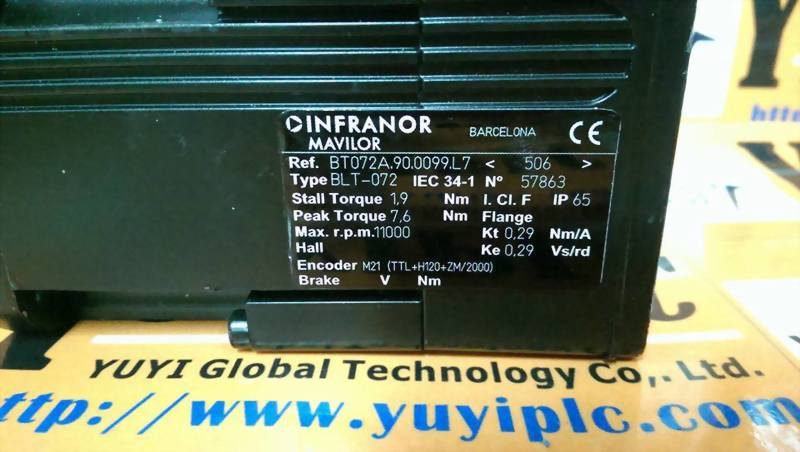 INFRANOR BARCELONA CE
MAVILOR
Ref. BT072A.90.0099.L7 < 506 >
Type BLT-072 IEC 34-1 Nº 57863
Stall Torque 1,9 Nm I. Cl. F IP 65
Peak Torque 7,6 Nm Flange
Max. r.p.m. 11000 Kt 0,29 Nm/A
Hall Ke 0,29 Vs/rd
Encoder M21 (TTL+H120+ZM/2000)
Brake V Nm
YUYI Global Technology Co,. Ltd.
ttp://www.yuyiplc.com